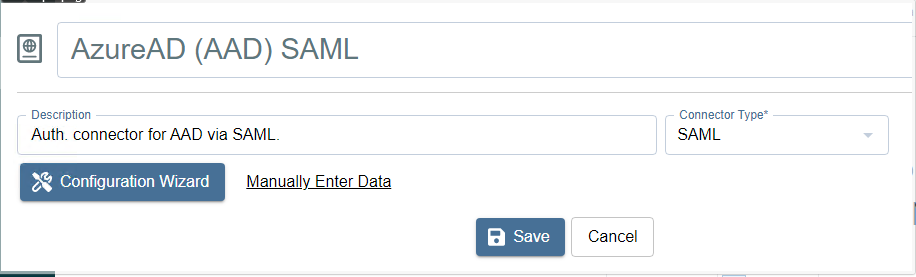 AzureAD (AAD) SAML
Description
Connector Type*
Auth. connector for AAD via SAML.
SAML
Configuration Wizard
Manually Enter Data
Save
Cancel